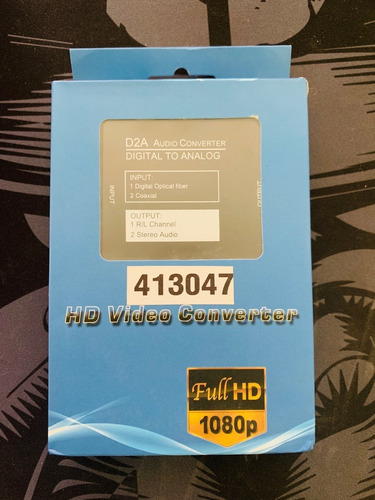 D2A AUDIO CONVERTER
DIGITAL TO ANALOG
INPUT:
1 Digital Optical fiber
2 Coaxial
INPUT
OUTPUT
OUTPUT:
1 R/L Channel
2 Stereo Audio
413047
HD Video Converter
Full HD
1080p